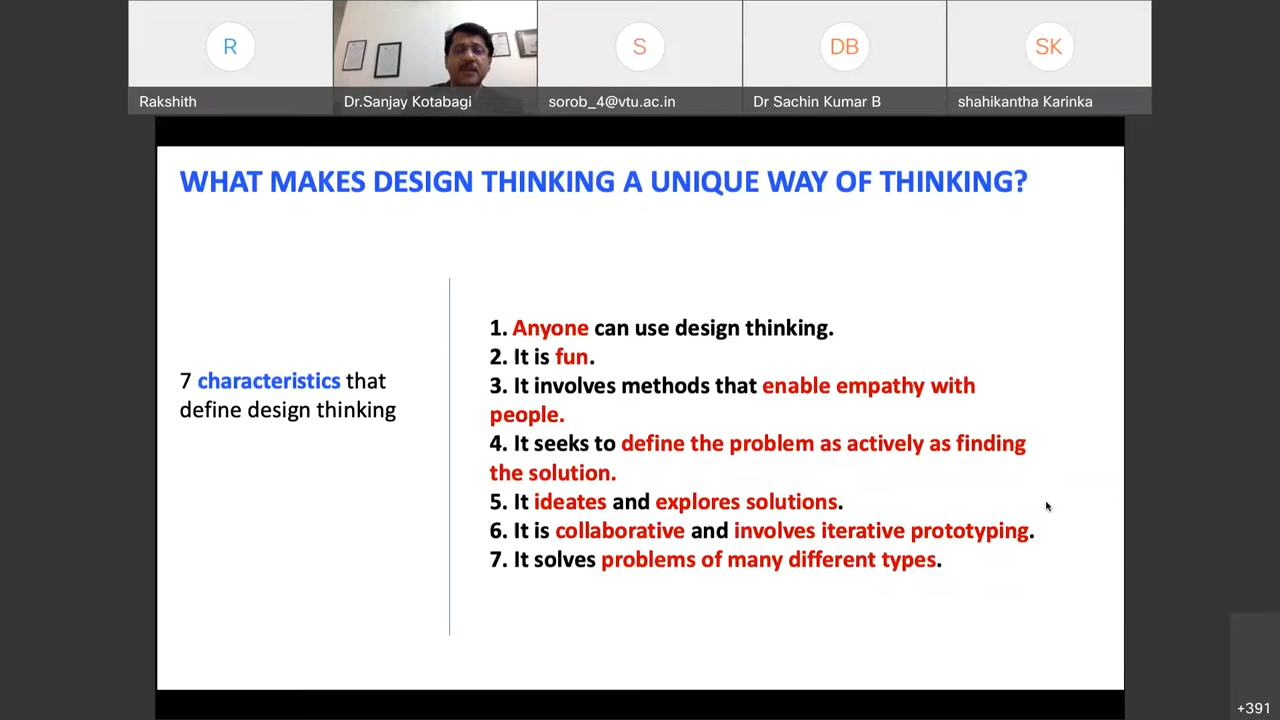 R
S
DB
SK
Rakshith
Dr.Sanjay Kotabagi
sorob_4@vtu.ac.in
Dr Sachin Kumar B
shahikantha Karinka
WHAT MAKES DESIGN THINKING A UNIQUE WAY OF THINKING?
7 characteristics that
define design thinking
1. Anyone can use design thinking.
2. It is fun.
3. It involves methods that enable empathy with
people.
4. It seeks to define the problem as actively as finding
the solution.
5. It ideates and explores solutions.
6. It is collaborative and involves iterative prototyping.
7. It solves problems of many different types.
+391